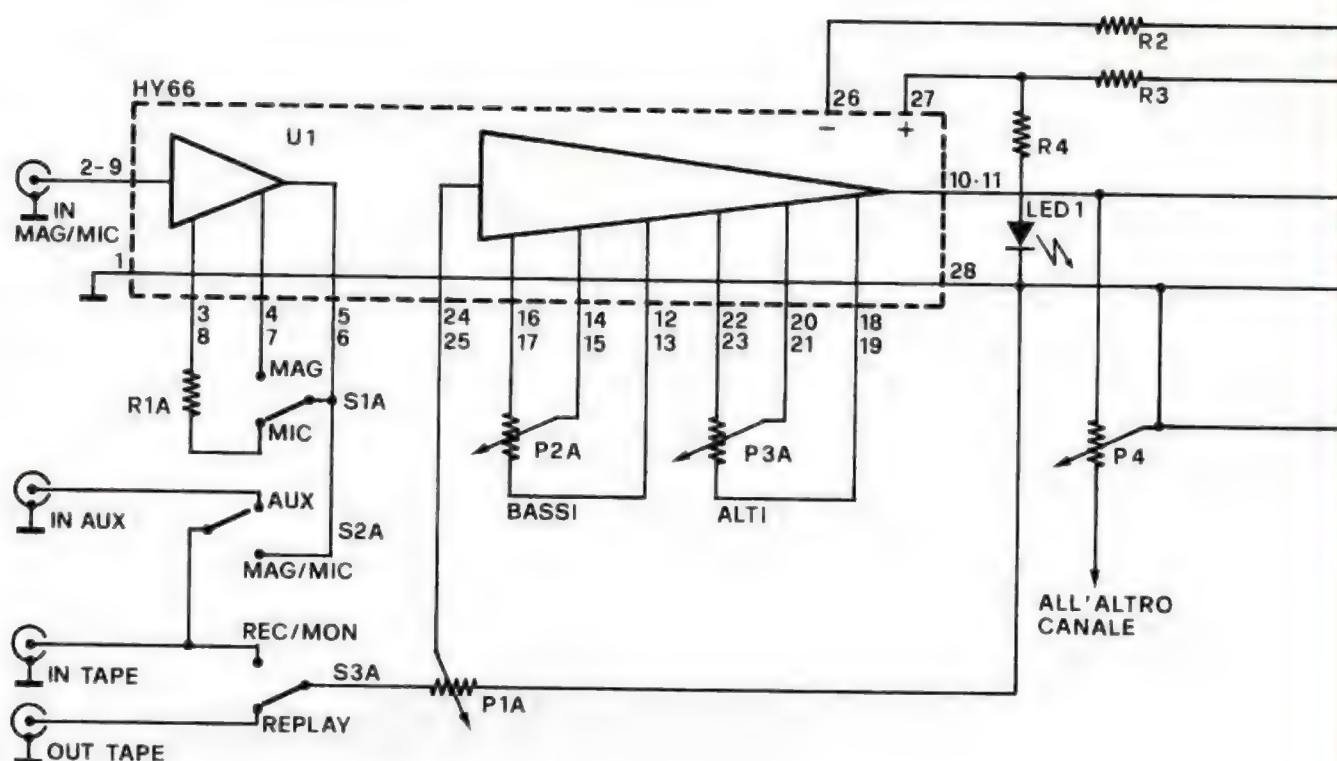 R2
26
27
R3
HY66
−
+
U1
R4
2-9
10·11
IN
MAG/MIC
LED1
1
28
3
8
4
7
5
6
24
25
16
17
14
15
12
13
22
23
20
21
18
19
MAG
R1A
S1A
MIC
P2A
P3A
P4
AUX
IN AUX
BASSI
ALTI
S2A
MAG/MIC
ALL'ALTRO
CANALE
REC/MON
IN TAPE
S3A
P1A
REPLAY
OUT TAPE